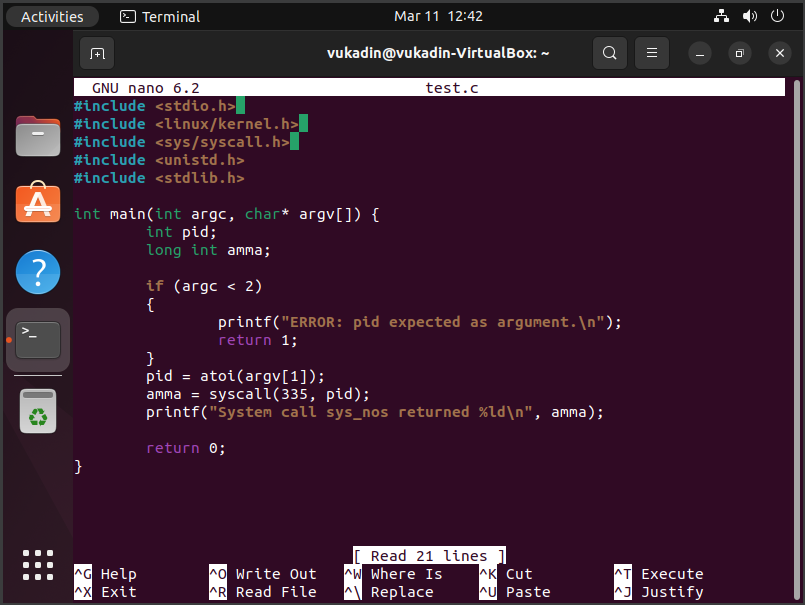 Activities Terminal Mar 11 12:42
vukadin@vukadin-VirtualBox: ~
GNU nano 6.2 test.c
#include <stdio.h>
#include <linux/kernel.h>
#include <sys/syscall.h>
#include <unistd.h>
#include <stdlib.h>
int main(int argc, char* argv[]) {
int pid;
long int amma;
if (argc < 2)
{
printf("ERROR: pid expected as argument.\n");
return 1;
}
pid = atoi(argv[1]);
amma = syscall(335, pid);
printf("System call sys_nos returned %ld\n", amma);
return 0;
}
[ Read 21 lines ]
^G Help ^O Write Out ^W Where Is ^K Cut ^T Execute
^X Exit ^R Read File ^\ Replace ^U Paste ^J Justify